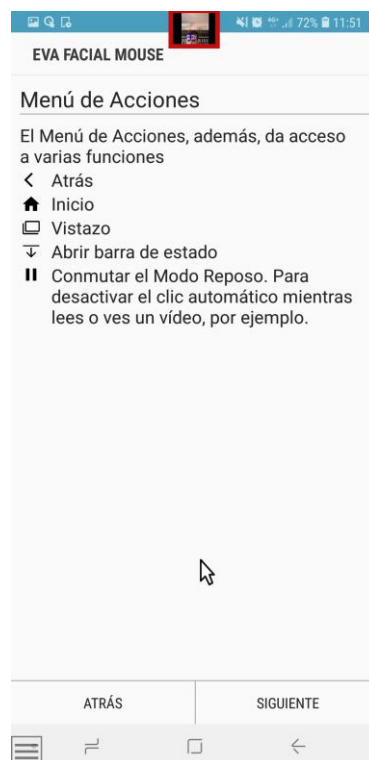 72% 11:51
EVA FACIAL MOUSE
Menú de Acciones
El Menú de Acciones, además, da acceso
a varias funciones
Atrás
Inicio
Vistazo
Abrir barra de estado
Conmutar el Modo Reposo. Para
desactivar el clic automático mientras
lees o ves un vídeo, por ejemplo.
ATRÁS SIGUIENTE